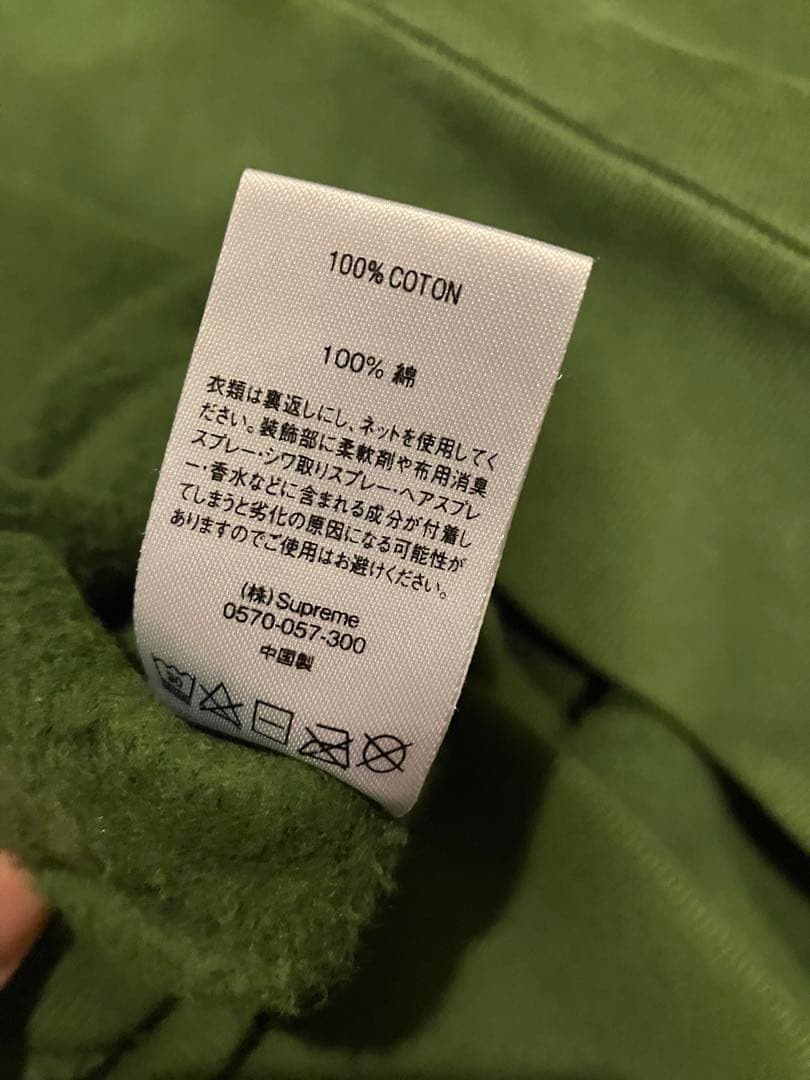 100% COTON
100% 綿
衣類は裏返しにし、ネットを使用してく
ださい。装飾部に柔軟剤や布用消臭
スプレー・シワ取りスプレー・ヘアスプレ
ー・香水などに含まれる成分が付着し
てしまうと劣化の原因になる可能性が
ありますのでご使用はお避けください。
(株)Supreme
0570-057-300
中国製